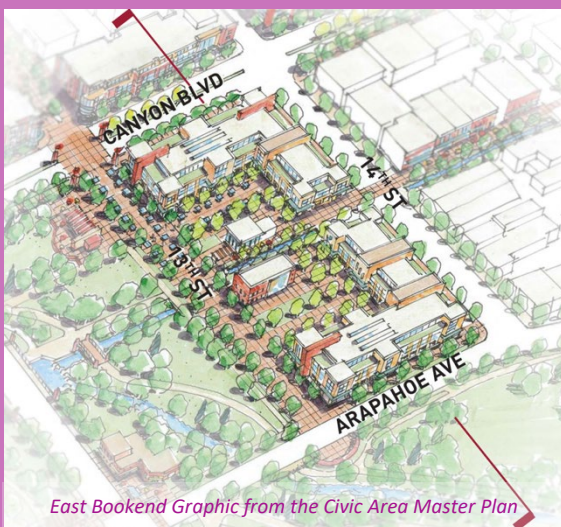 CANYON BLVD
14TH ST
13TH ST
ARAPAHOE AVE
East Bookend Graphic from the Civic Area Master Plan